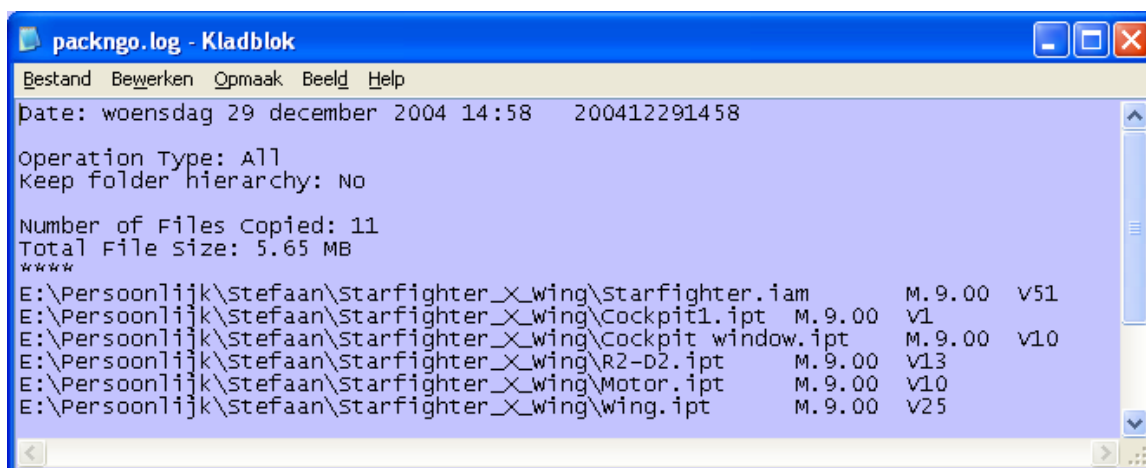 packngo.log - Kladblok
Bestand Bewerken Opmaak Beeld Help
Date: woensdag 29 december 2004 14:58 200412291458
Operation Type: All
Keep folder hierarchy: No
Number of Files Copied: 11
Total File Size: 5.65 MB
****
E:\Persoonlijk\Stefaan\Starfighter_X_Wing\Starfighter.iam M.9.00 V51
E:\Persoonlijk\Stefaan\Starfighter_X_Wing\Cockpit1.ipt M.9.00 V1
E:\Persoonlijk\Stefaan\Starfighter_X_Wing\Cockpit window.ipt M.9.00 V10
E:\Persoonlijk\Stefaan\Starfighter_X_Wing\R2-D2.ipt M.9.00 V13
E:\Persoonlijk\Stefaan\Starfighter_X_Wing\Motor.ipt M.9.00 V10
E:\Persoonlijk\Stefaan\Starfighter_X_Wing\Wing.ipt M.9.00 V25